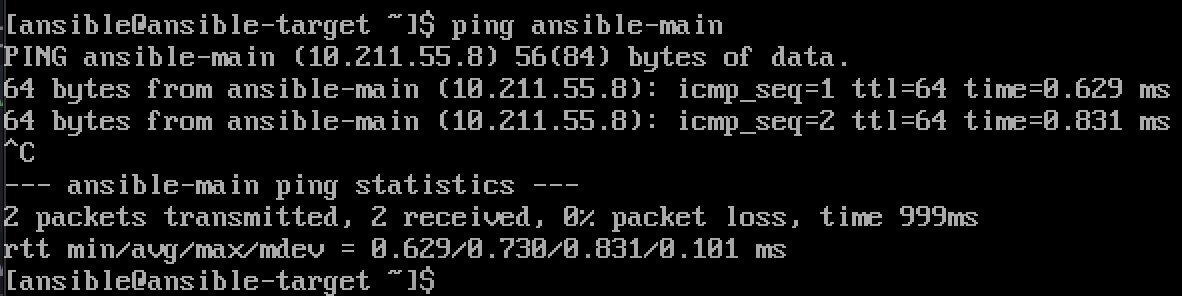 [ansible@ansible-target ~]$ ping ansible-main
PING ansible-main (10.211.55.8) 56(84) bytes of data.
64 bytes from ansible-main (10.211.55.8): icmp_seq=1 ttl=64 time=0.629 ms
64 bytes from ansible-main (10.211.55.8): icmp_seq=2 ttl=64 time=0.831 ms
^C
--- ansible-main ping statistics ---
2 packets transmitted, 2 received, 0% packet loss, time 999ms
rtt min/avg/max/mdev = 0.629/0.730/0.831/0.101 ms
[ansible@ansible-target ~]$